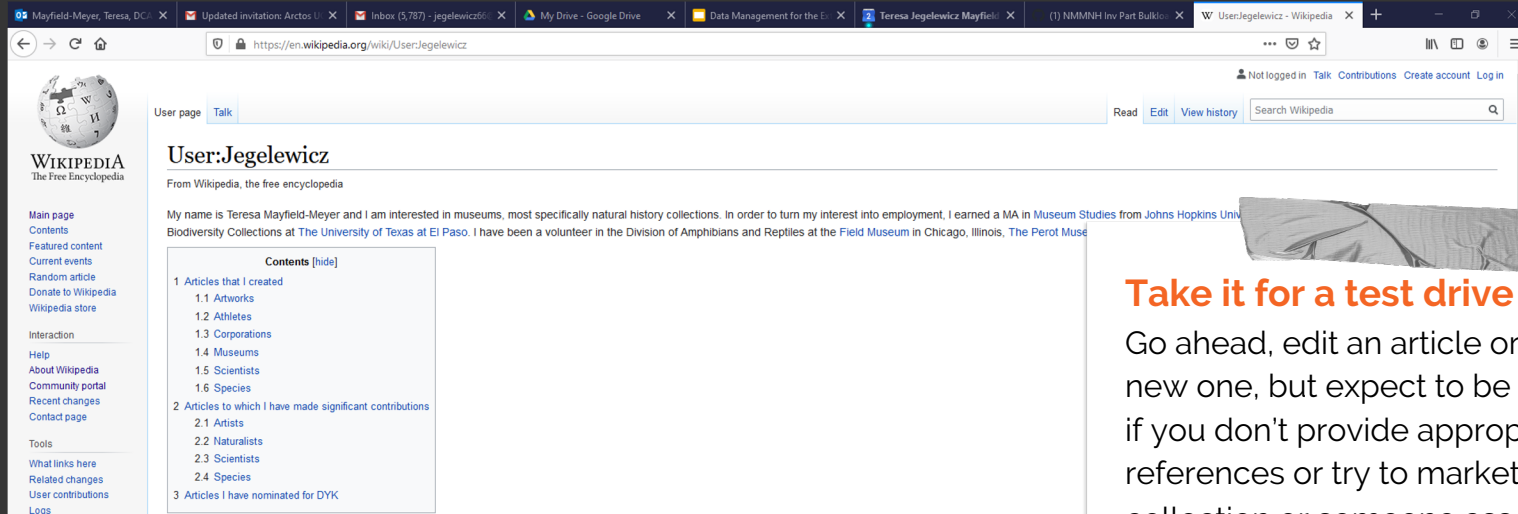 Mayfield-Meyer, Teresa, DCA
Updated invitation: Arctos U
Inbox (5,787) - jegelewicz66@
My Drive - Google Drive
Data Management for the Ex
2 Teresa Jegelewicz Mayfield
(1) NMMNH Inv Part Bulkloa
User:Jegelewicz - Wikipedia
https://en.wikipedia.org/wiki/User:Jegelewicz
Not logged in Talk Contributions Create account Log in
User page Talk
Read Edit View history Search Wikipedia
WIKIPEDIA
The Free Encyclopedia
User:Jegelewicz
From Wikipedia, the free encyclopedia
My name is Teresa Mayfield-Meyer and I am interested in museums, most specifically natural history collections. In order to turn my interest into employment, I earned a MA in Museum Studies from Johns Hopkins Univ
Biodiversity Collections at The University of Texas at El Paso. I have been a volunteer in the Division of Amphibians and Reptiles at the Field Museum in Chicago, Illinois, The Perot Muse
Main page
Contents
Featured content
Current events
Random article
Donate to Wikipedia
Wikipedia store
Interaction
Help
About Wikipedia
Community portal
Recent changes
Contact page
Tools
What links here
Related changes
User contributions
Logs
Contents [hide]
1 Articles that I created
1.1 Artworks
1.2 Athletes
1.3 Corporations
1.4 Museums
1.5 Scientists
1.6 Species
2 Articles to which I have made significant contributions
2.1 Artists
2.2 Naturalists
2.3 Scientists
2.4 Species
3 Articles I have nominated for DYK
Take it for a test drive
Go ahead, edit an article or
new one, but expect to be
if you don't provide approp
references or try to market